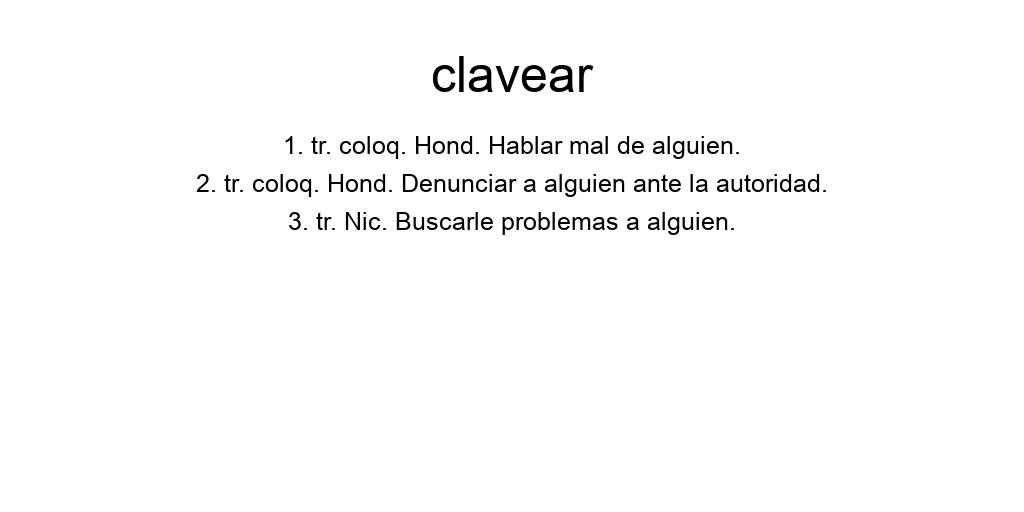 clavear
1. tr. coloq. Hond. Hablar mal de alguien.
2. tr. coloq. Hond. Denunciar a alguien ante la autoridad.
3. tr. Nic. Buscarle problemas a alguien.